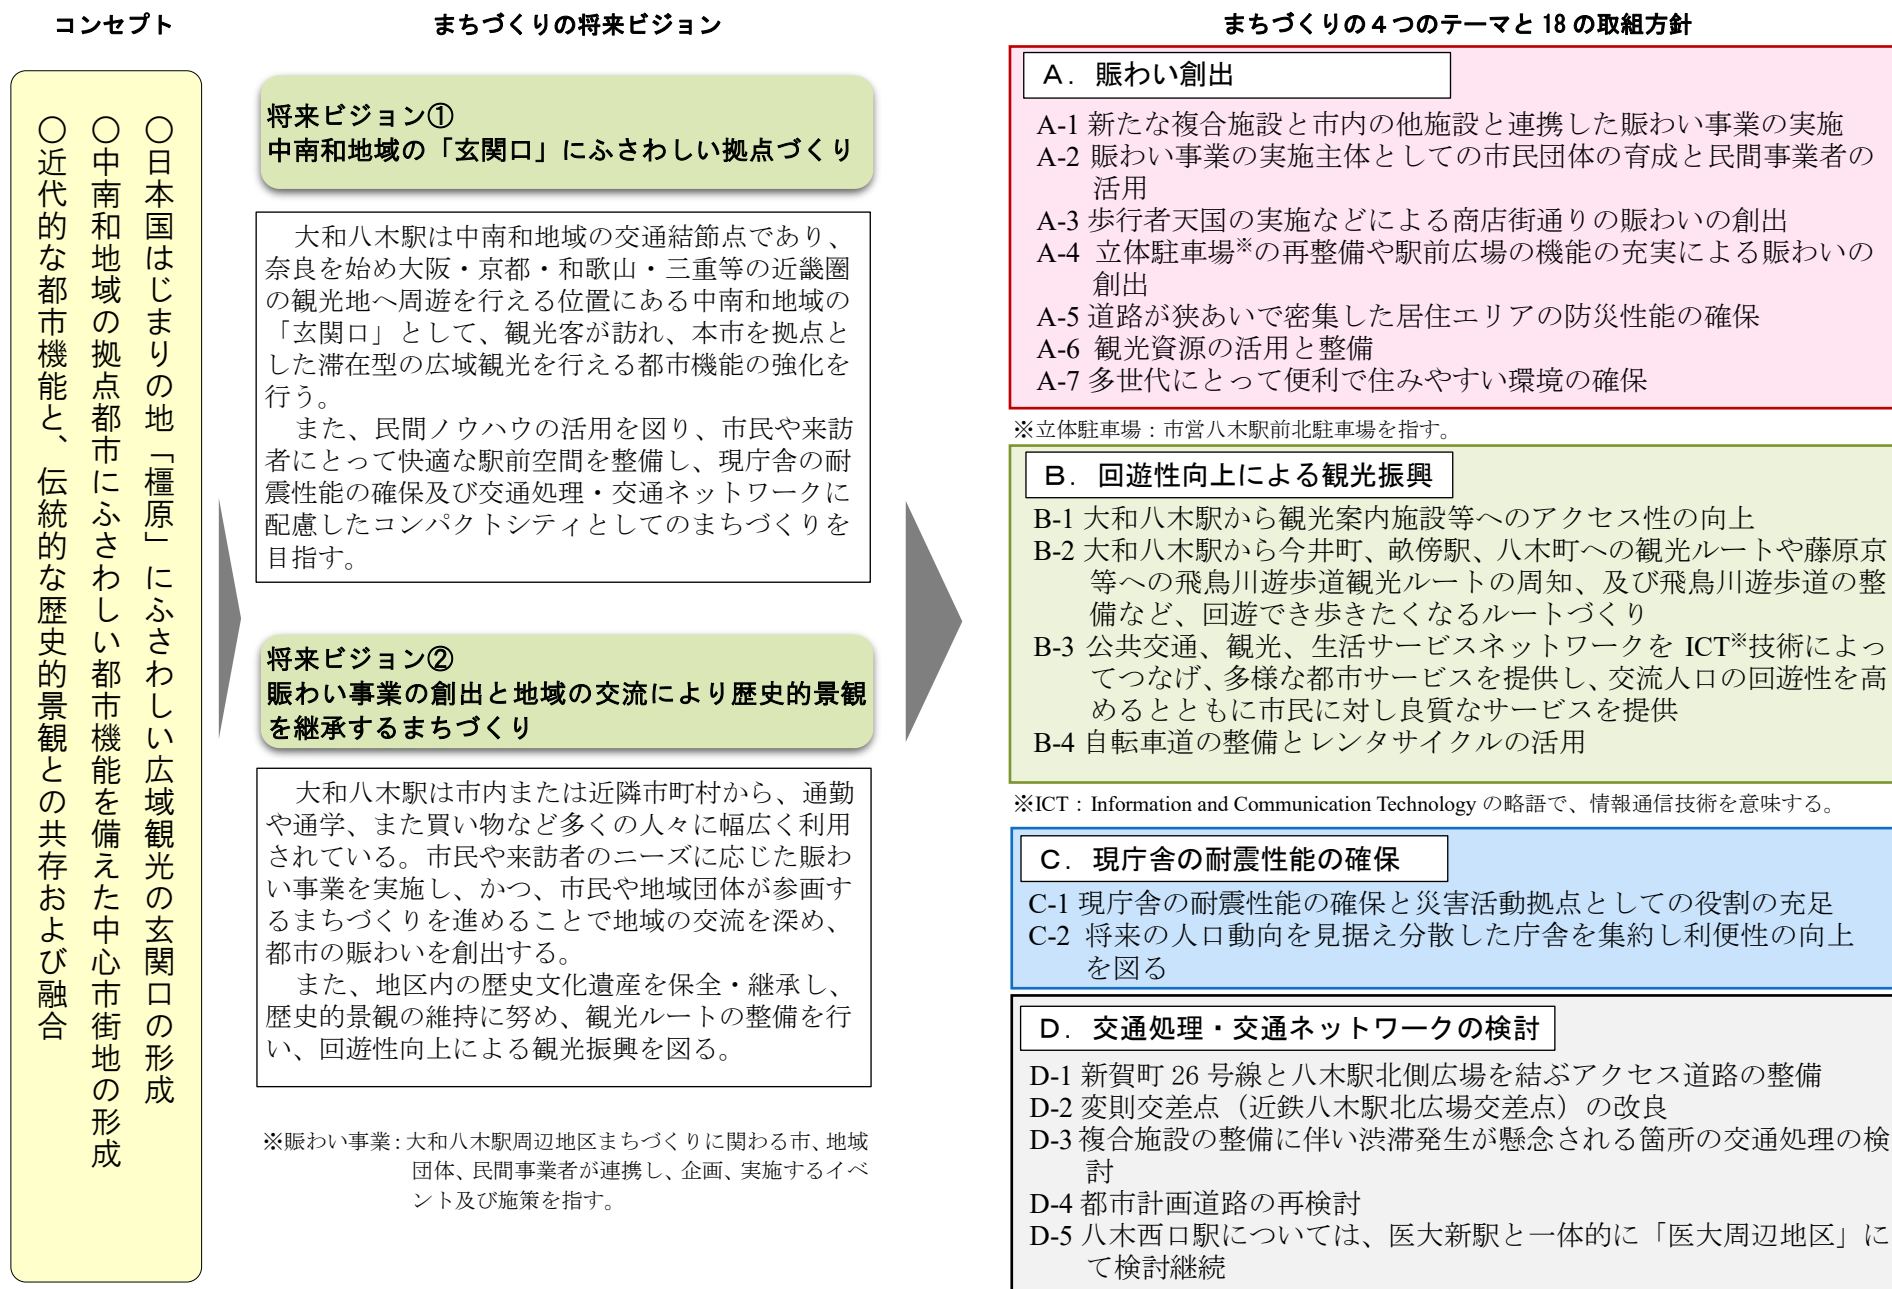 コンセプト
○日本国はじまりの地「橿原」にふさわしい広域観光の玄関口の形成
○中南和地域の拠点都市にふさわしい都市機能を備えた中心市街地の形成
○近代的な都市機能と、伝統的な歴史的景観との共存および融合
まちづくりの将来ビジョン
将来ビジョン①
中南和地域の「玄関口」にふさわしい拠点づくり
大和八木駅は中南和地域の交通結節点であり、
奈良を始め大阪・京都・和歌山・三重等の近畿圏
の観光地へ周遊を行える位置にある中南和地域の
「玄関口」として、観光客が訪れ、本市を拠点と
した滞在型の広域観光を行える都市機能の強化を
行う。
また、民間ノウハウの活用を図り、市民や来訪
者にとって快適な駅前空間を整備し、現庁舎の耐
震性能の確保及び交通処理・交通ネットワークに
配慮したコンパクトシティとしてのまちづくりを
目指す。
将来ビジョン②
賑わい事業の創出と地域の交流により歴史的景観
を継承するまちづくり
大和八木駅は市内または近隣市町村から、通勤
や通学、また買い物など多くの人々に幅広く利用
されている。市民や来訪者のニーズに応じた賑わ
い事業を実施し、かつ、市民や地域団体が参画す
るまちづくりを進めることで地域の交流を深め、
都市の賑わいを創出する。
また、地区内の歴史文化遺産を保全・継承し、
歴史的景観の維持に努め、観光ルートの整備を行
い、回遊性向上による観光振興を図る。
※賑わい事業：大和八木駅周辺地区まちづくりに関わる市、地域
団体、民間事業者が連携し、企画、実施するイベ
ント及び施策を指す。
まちづくりの４つのテーマと 18 の取組方針
Ａ．賑わい創出
A-1 新たな複合施設と市内の他施設と連携した賑わい事業の実施
A-2 賑わい事業の実施主体としての市民団体の育成と民間事業者の
活用
A-3 歩行者天国の実施などによる商店街通りの賑わいの創出
A-4 立体駐車場※の再整備や駅前広場の機能の充実による賑わいの
創出
A-5 道路が狭あいで密集した居住エリアの防災性能の確保
A-6 観光資源の活用と整備
A-7 多世代にとって便利で住みやすい環境の確保
※立体駐車場：市営八木駅前北駐車場を指す。
Ｂ．回遊性向上による観光振興
B-1 大和八木駅から観光案内施設等へのアクセス性の向上
B-2 大和八木駅から今井町、畝傍駅、八木町への観光ルートや藤原京
等への飛鳥川遊歩道観光ルートの周知、及び飛鳥川遊歩道の整
備など、回遊でき歩きたくなるルートづくり
B-3 公共交通、観光、生活サービスネットワークを ICT※技術によっ
てつなげ、多様な都市サービスを提供し、交流人口の回遊性を高
めるとともに市民に対し良質なサービスを提供
B-4 自転車道の整備とレンタサイクルの活用
※ICT：Information and Communication Technology の略語で、情報通信技術を意味する。
Ｃ．現庁舎の耐震性能の確保
C-1 現庁舎の耐震性能の確保と災害活動拠点としての役割の充足
C-2 将来の人口動向を見据え分散した庁舎を集約し利便性の向上
を図る
Ｄ．交通処理・交通ネットワークの検討
D-1 新賀町 26 号線と八木駅北側広場を結ぶアクセス道路の整備
D-2 変則交差点（近鉄八木駅北広場交差点）の改良
D-3 複合施設の整備に伴い渋滞発生が懸念される箇所の交通処理の検
討
D-4 都市計画道路の再検討
D-5 八木西口駅については、医大新駅と一体的に「医大周辺地区」に
て検討継続